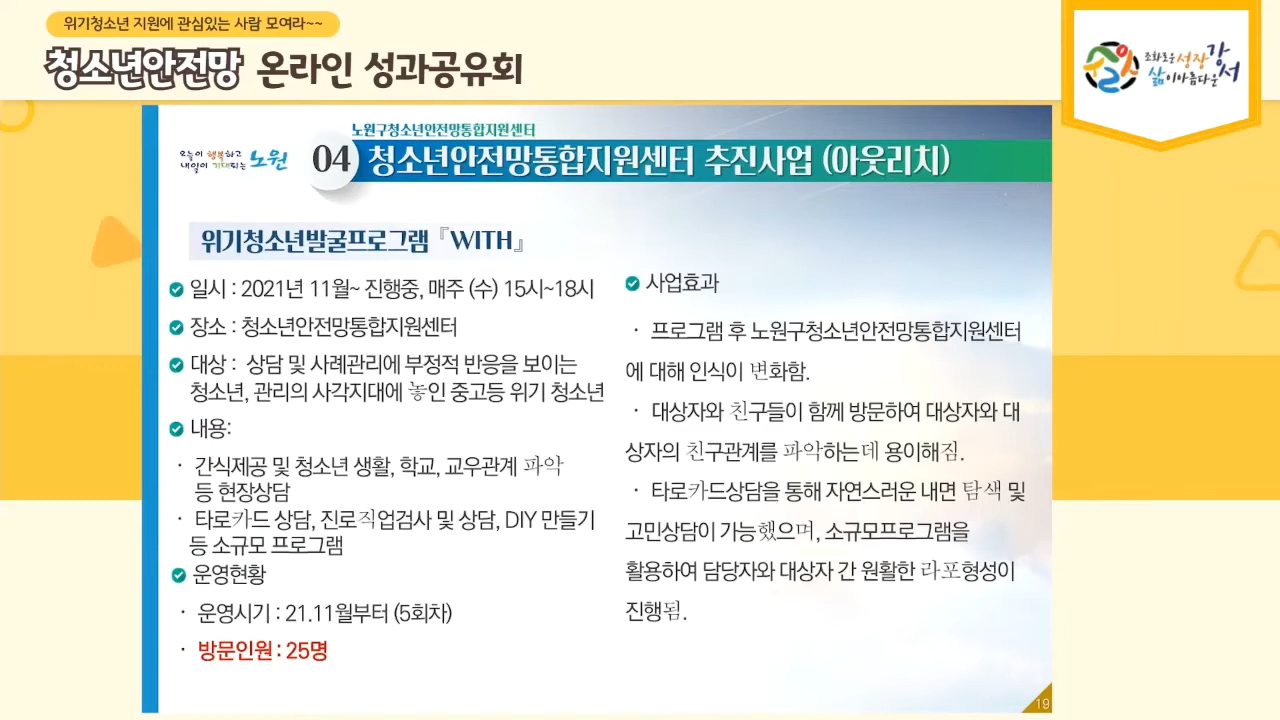 위기청소년 지원에 관심있는 사람 모여라~~
청소년안전망 온라인 성과공유회
조화로운 성장 강서
삶이 아름다운
노원구청소년안전망통합지원센터
오늘이 행복하고
내일이 기대되는 노원
04 청소년안전망통합지원센터 추진사업 (아웃리치)
위기청소년발굴프로그램『WITH』
일시 : 2021년 11월~ 진행중, 매주 (수) 15시~18시
장소 : 청소년안전망통합지원센터
대상 : 상담 및 사례관리에 부정적 반응을 보이는
청소년, 관리의 사각지대에 놓인 중고등 위기 청소년
내용:
· 간식제공 및 청소년 생활, 학교, 교우관계 파악
등 현장상담
· 타로카드 상담, 진로직업검사 및 상담, DIY 만들기
등 소규모 프로그램
운영현황
· 운영시기 : 21.11월부터 (5회차)
· 방문인원 : 25명
사업효과
· 프로그램 후 노원구청소년안전망통합지원센터
에 대해 인식이 변화함.
· 대상자와 친구들이 함께 방문하여 대상자와 대
상자의 친구관계를 파악하는데 용이해짐.
· 타로카드상담을 통해 자연스러운 내면 탐색 및
고민상담이 가능했으며, 소규모프로그램을
활용하여 담당자와 대상자 간 원활한 라포형성이
진행됨.
19